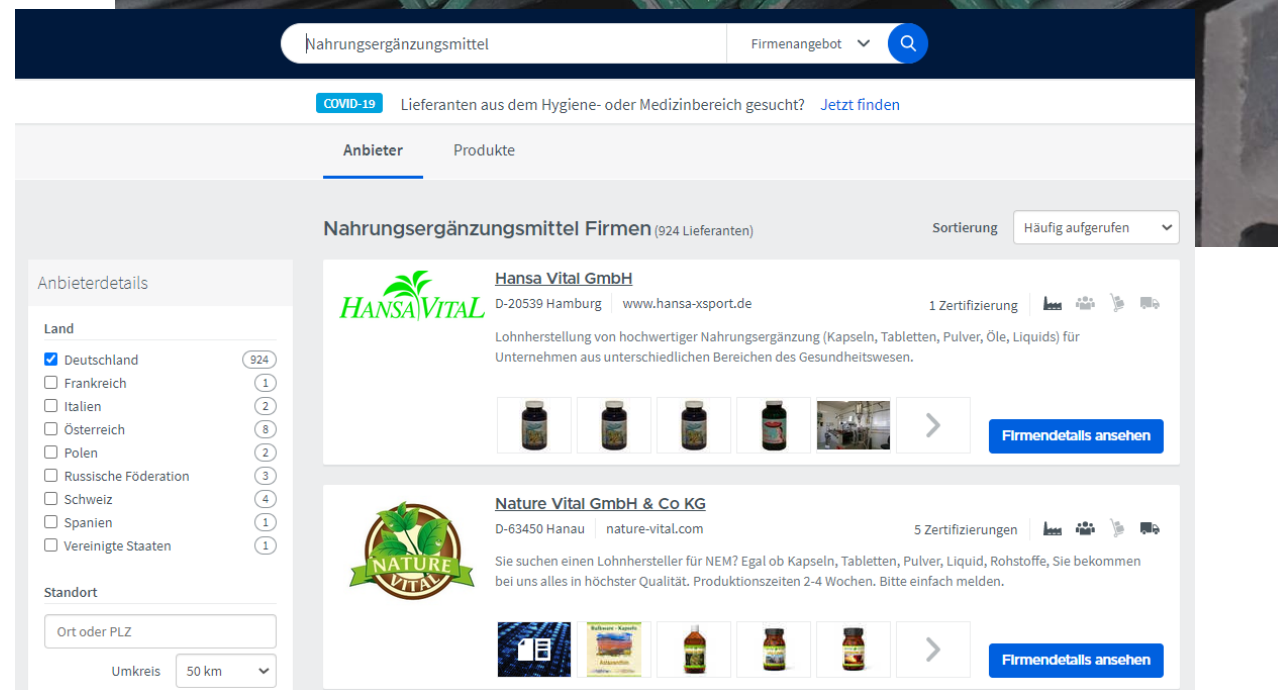 Nahrungsergänzungsmittel
Firmenangebot
COVID-19 Lieferanten aus dem Hygiene- oder Medizinbereich gesucht? Jetzt finden
Anbieter Produkte
Nahrungsergänzungsmittel Firmen (924 Lieferanten)
Sortierung Häufig aufgerufen
Anbieterdetails
Land
Deutschland 924
Frankreich 1
Italien 2
Österreich 8
Polen 2
Russische Föderation 3
Schweiz 4
Spanien 1
Vereinigte Staaten 1
Standort
Ort oder PLZ
Umkreis 50 km
HANSA VITAL
Hansa Vital GmbH
D-20539 Hamburg www.hansa-xsport.de
1 Zertifizierung
Lohnherstellung von hochwertiger Nahrungsergänzung (Kapseln, Tabletten, Pulver, Öle, Liquids) für
Unternehmen aus unterschiedlichen Bereichen des Gesundheitswesen.
Firmendetails ansehen
NATURE
VITAL
Nature Vital GmbH & Co KG
D-63450 Hanau nature-vital.com
5 Zertifizierungen
Sie suchen einen Lohnhersteller für NEM? Egal ob Kapseln, Tabletten, Pulver, Liquid, Rohstoffe, Sie bekommen
bei uns alles in höchster Qualität. Produktionszeiten 2-4 Wochen. Bitte einfach melden.
Bulkware - Kapseln
Firmendetails ansehen